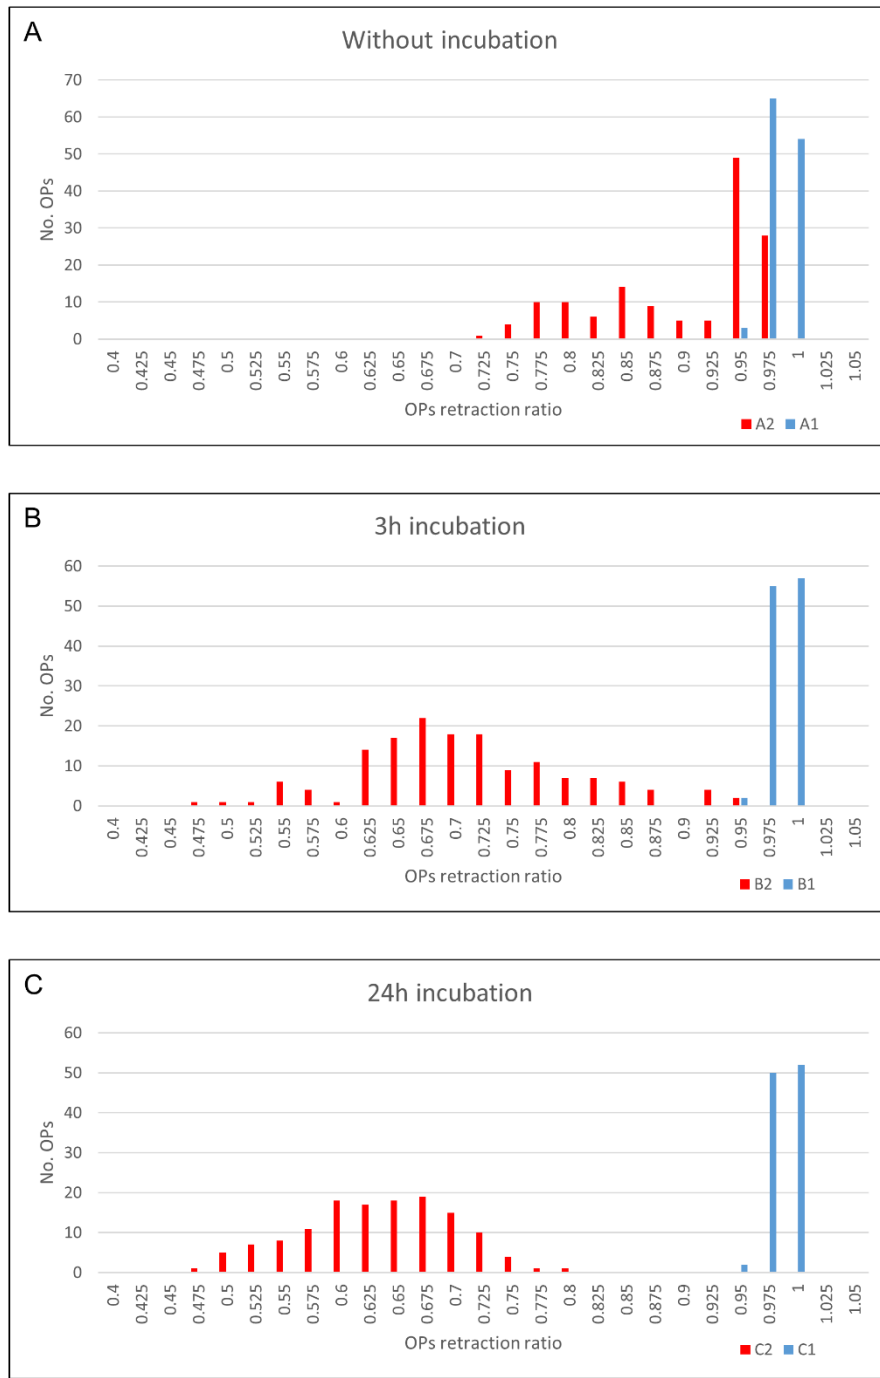 A
Without incubation
70
60
50
40
30
20
10
0
No. OPs
0.4 0.425 0.45 0.475 0.5 0.525 0.55 0.575 0.6 0.625 0.65 0.675 0.7 0.725 0.75 0.775 0.8 0.825 0.85 0.875 0.9 0.925 0.95 0.975 1 1.025 1.05
OPs retraction ratio
A2 A1
B
3h incubation
60
50
40
30
20
10
0
No. OPs
0.4 0.425 0.45 0.475 0.5 0.525 0.55 0.575 0.6 0.625 0.65 0.675 0.7 0.725 0.75 0.775 0.8 0.825 0.85 0.875 0.9 0.925 0.95 0.975 1 1.025 1.05
OPs retraction ratio
B2 B1
C
24h incubation
60
50
40
30
20
10
0
No. OPs
0.4 0.425 0.45 0.475 0.5 0.525 0.55 0.575 0.6 0.625 0.65 0.675 0.7 0.725 0.75 0.775 0.8 0.825 0.85 0.875 0.9 0.925 0.95 0.975 1 1.025 1.05
OPs retraction ratio
C2 C1